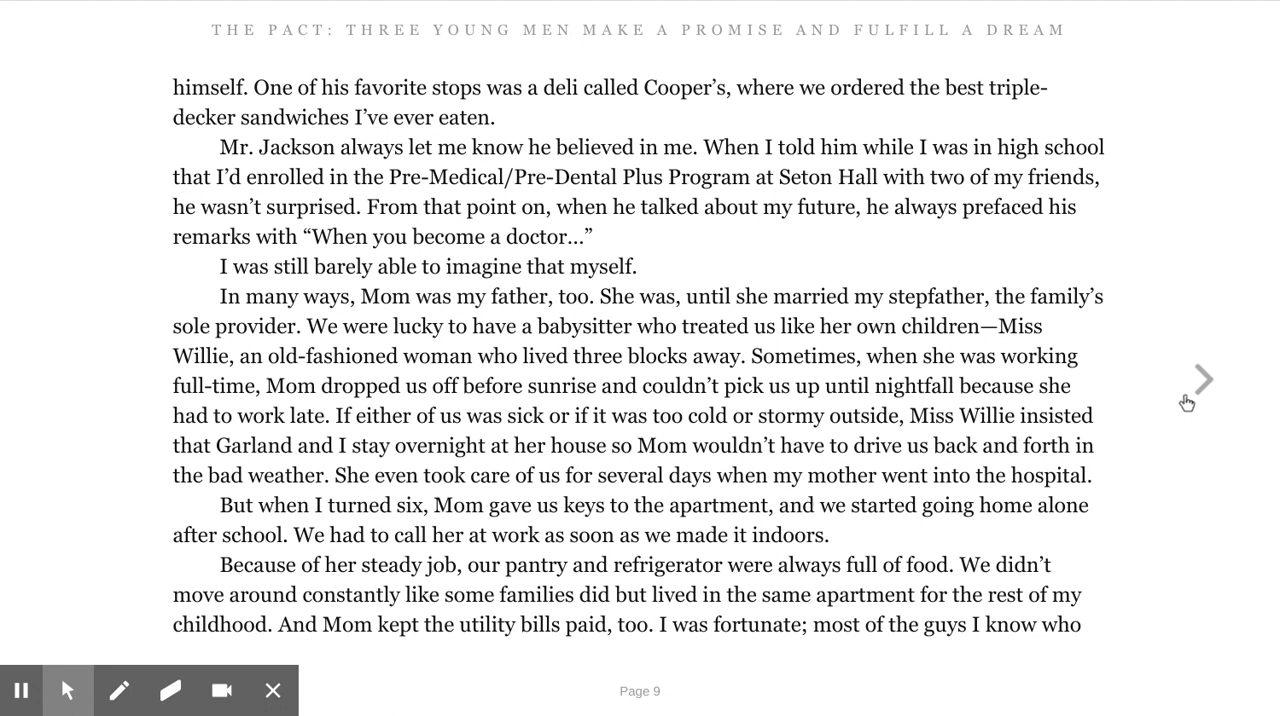 THE PACT: THREE YOUNG MEN MAKE A PROMISE AND FULFILL A DREAM
himself. One of his favorite stops was a deli called Cooper’s, where we ordered the best triple-
decker sandwiches I’ve ever eaten.
Mr. Jackson always let me know he believed in me. When I told him while I was in high school
that I’d enrolled in the Pre-Medical/Pre-Dental Plus Program at Seton Hall with two of my friends,
he wasn’t surprised. From that point on, when he talked about my future, he always prefaced his
remarks with “When you become a doctor…”
I was still barely able to imagine that myself.
In many ways, Mom was my father, too. She was, until she married my stepfather, the family’s
sole provider. We were lucky to have a babysitter who treated us like her own children—Miss
Willie, an old-fashioned woman who lived three blocks away. Sometimes, when she was working
full-time, Mom dropped us off before sunrise and couldn’t pick us up until nightfall because she
had to work late. If either of us was sick or if it was too cold or stormy outside, Miss Willie insisted
that Garland and I stay overnight at her house so Mom wouldn’t have to drive us back and forth in
the bad weather. She even took care of us for several days when my mother went into the hospital.
But when I turned six, Mom gave us keys to the apartment, and we started going home alone
after school. We had to call her at work as soon as we made it indoors.
Because of her steady job, our pantry and refrigerator were always full of food. We didn’t
move around constantly like some families did but lived in the same apartment for the rest of my
childhood. And Mom kept the utility bills paid, too. I was fortunate; most of the guys I know who
Page 9